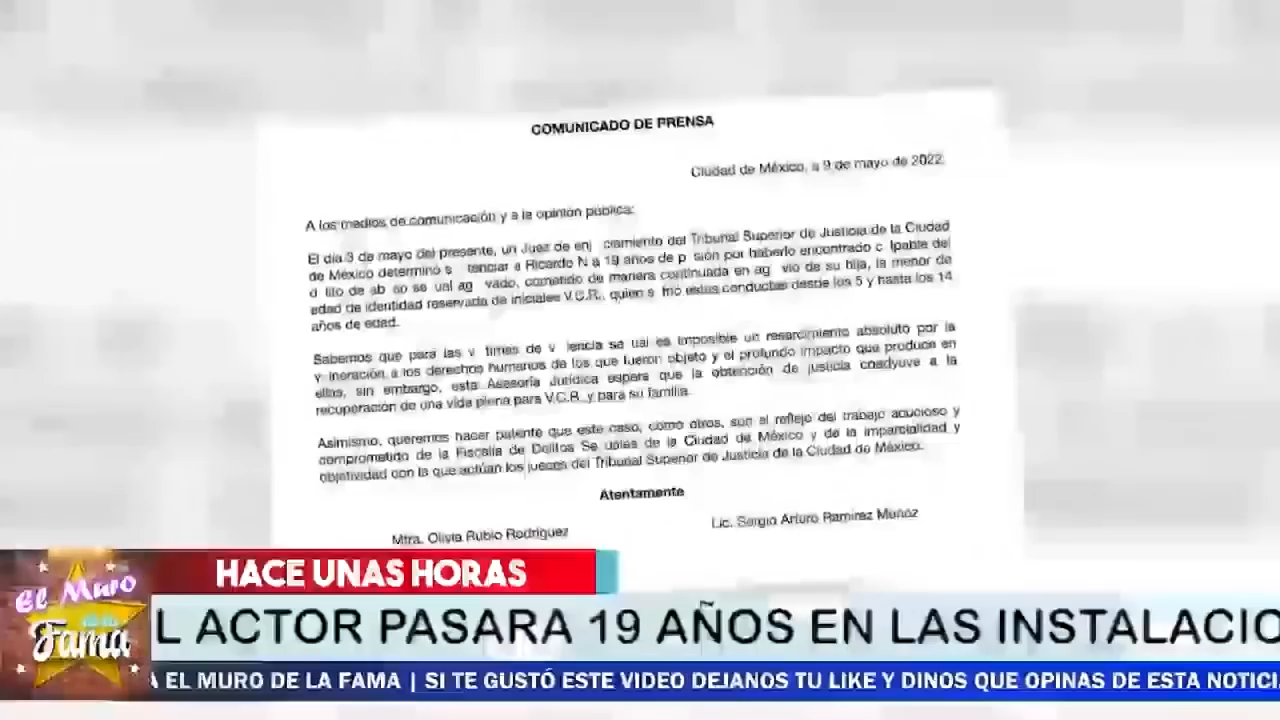 COMUNICADO DE PRENSA
Ciudad de México, a 9 de mayo de 2022.
A los medios de comunicación y a la opinión pública:
El día 3 de mayo del presente, un Juez de enj ciamiento del Tribunal Superior de Justicia de la Ciudad
de México determinó s tenciar a Ricardo N a 19 años de p sión por haberlo encontrado c lpable del
d lito de ab so se ual ag vado, cometido de manera continuada en ag vio de su hija, la menor de
edad de identidad reservada de iniciales V.C.R., quien s frió estas conductas desde los 5 y hasta los 14
años de edad.
Sabemos que para las v timas de v lencia se ual es imposible un resarcimiento absoluto por la
v lneración a los derechos humanos de los que fueron objeto y el profundo impacto que produce en
ellas, sin embargo, esta Asesoría Jurídica espera que la obtención de justicia coadyuve a la
recuperación de una vida plena para V.C.R. y para su familia.
Asimismo, queremos hacer patente que este caso, como otros, son el reflejo del trabajo acucioso y
comprometido de la Fiscalía de Delitos Se uales de la Ciudad de México y de la imparcialidad y
objetividad con la que actúan los jueces del Tribunal Superior de Justicia de la Ciudad de México.
Atentamente
Mtra. Olivia Rubio Rodríguez
Lic. Sergio Arturo Ramírez Muñoz
HACE UNAS HORAS
El Muro
de la
Fama
L ACTOR PASARA 19 AÑOS EN LAS INSTALACIO
A EL MURO DE LA FAMA | SI TE GUSTÓ ESTE VIDEO DEJANOS TU LIKE Y DINOS QUE OPINAS DE ESTA NOTICI